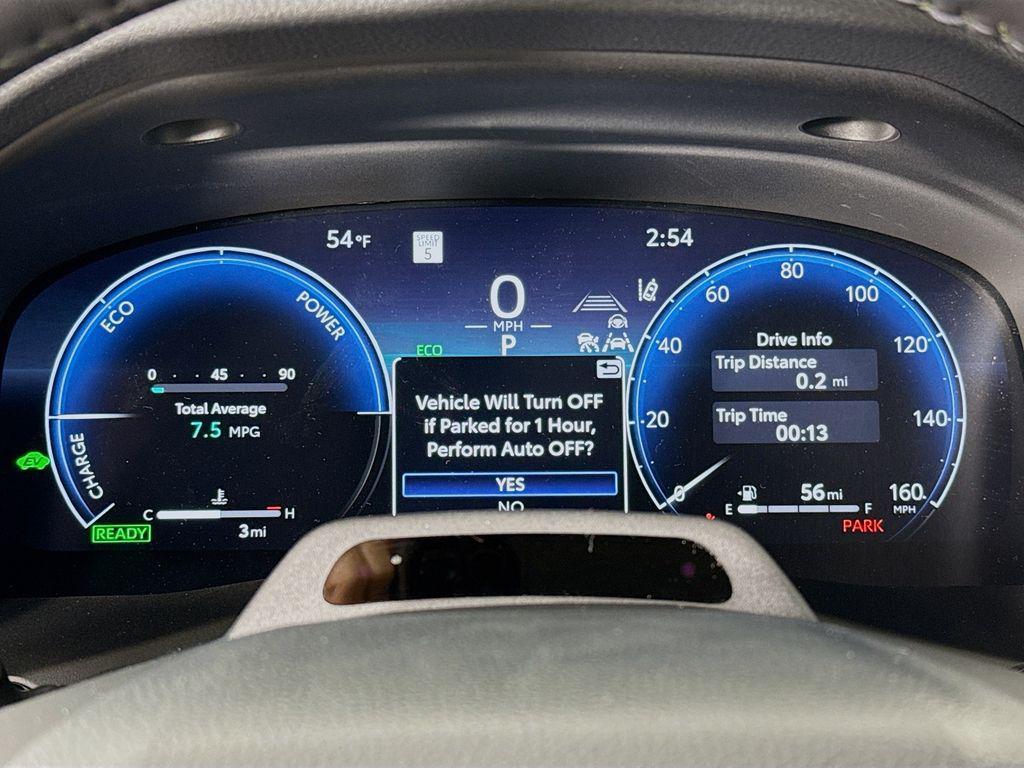 54°F
SPEED
LIMIT
5
2:54
0
MPH
P
ECO
ECO
POWER
CHARGE
0 · 45 · 90
Total Average
7.5 MPG
EV
C
H
READY
3mi
Vehicle Will Turn OFF
if Parked for 1 Hour,
Perform Auto OFF?
YES
NO
0
20
40
60
80
100
120
140
160
MPH
Drive Info
Trip Distance
0.2 mi
Trip Time
00:13
56mi
E
F
PARK